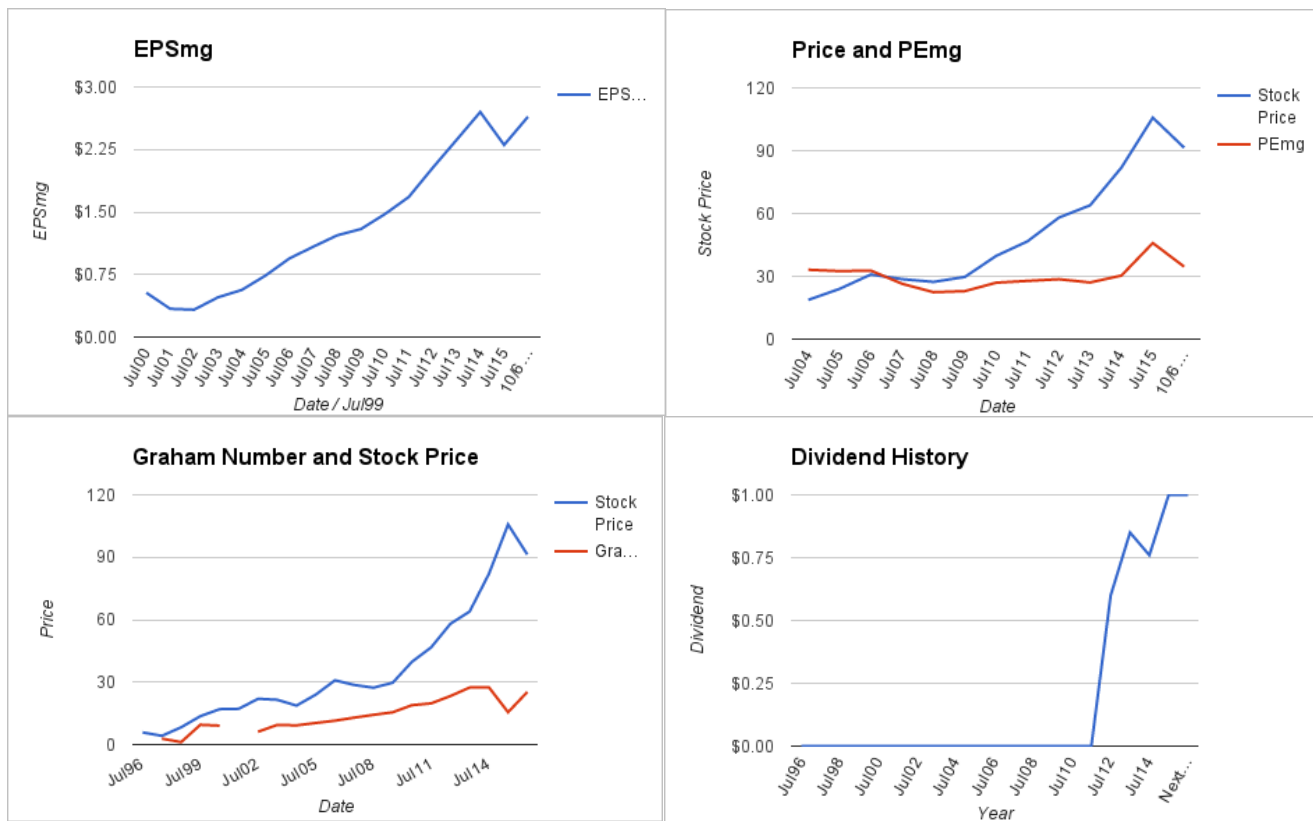 EPSmg
$3.00
$2.25
$1.50
$0.75
$0.00
EPSmg
Jul00
Jul01
Jul02
Jul03
Jul04
Jul05
Jul06
Jul07
Jul08
Jul09
Jul10
Jul11
Jul12
Jul13
Jul14
Jul15
10/6 ...
Date / Jul99
EPS...
Price and PEmg
120
90
60
30
0
Stock Price
Jul04
Jul05
Jul06
Jul07
Jul08
Jul09
Jul10
Jul11
Jul12
Jul13
Jul14
Jul15
10/6 ...
Date
Stock
Price
PEmg
Graham Number and Stock Price
120
90
60
30
0
Price
Jul96
Jul99
Jul02
Jul05
Jul08
Jul11
Jul14
Date
Stock
Price
Gra...
Dividend History
$1.00
$0.75
$0.50
$0.25
$0.00
Dividend
Jul96
Jul98
Jul00
Jul02
Jul04
Jul06
Jul08
Jul10
Jul12
Jul14
Next...
Year